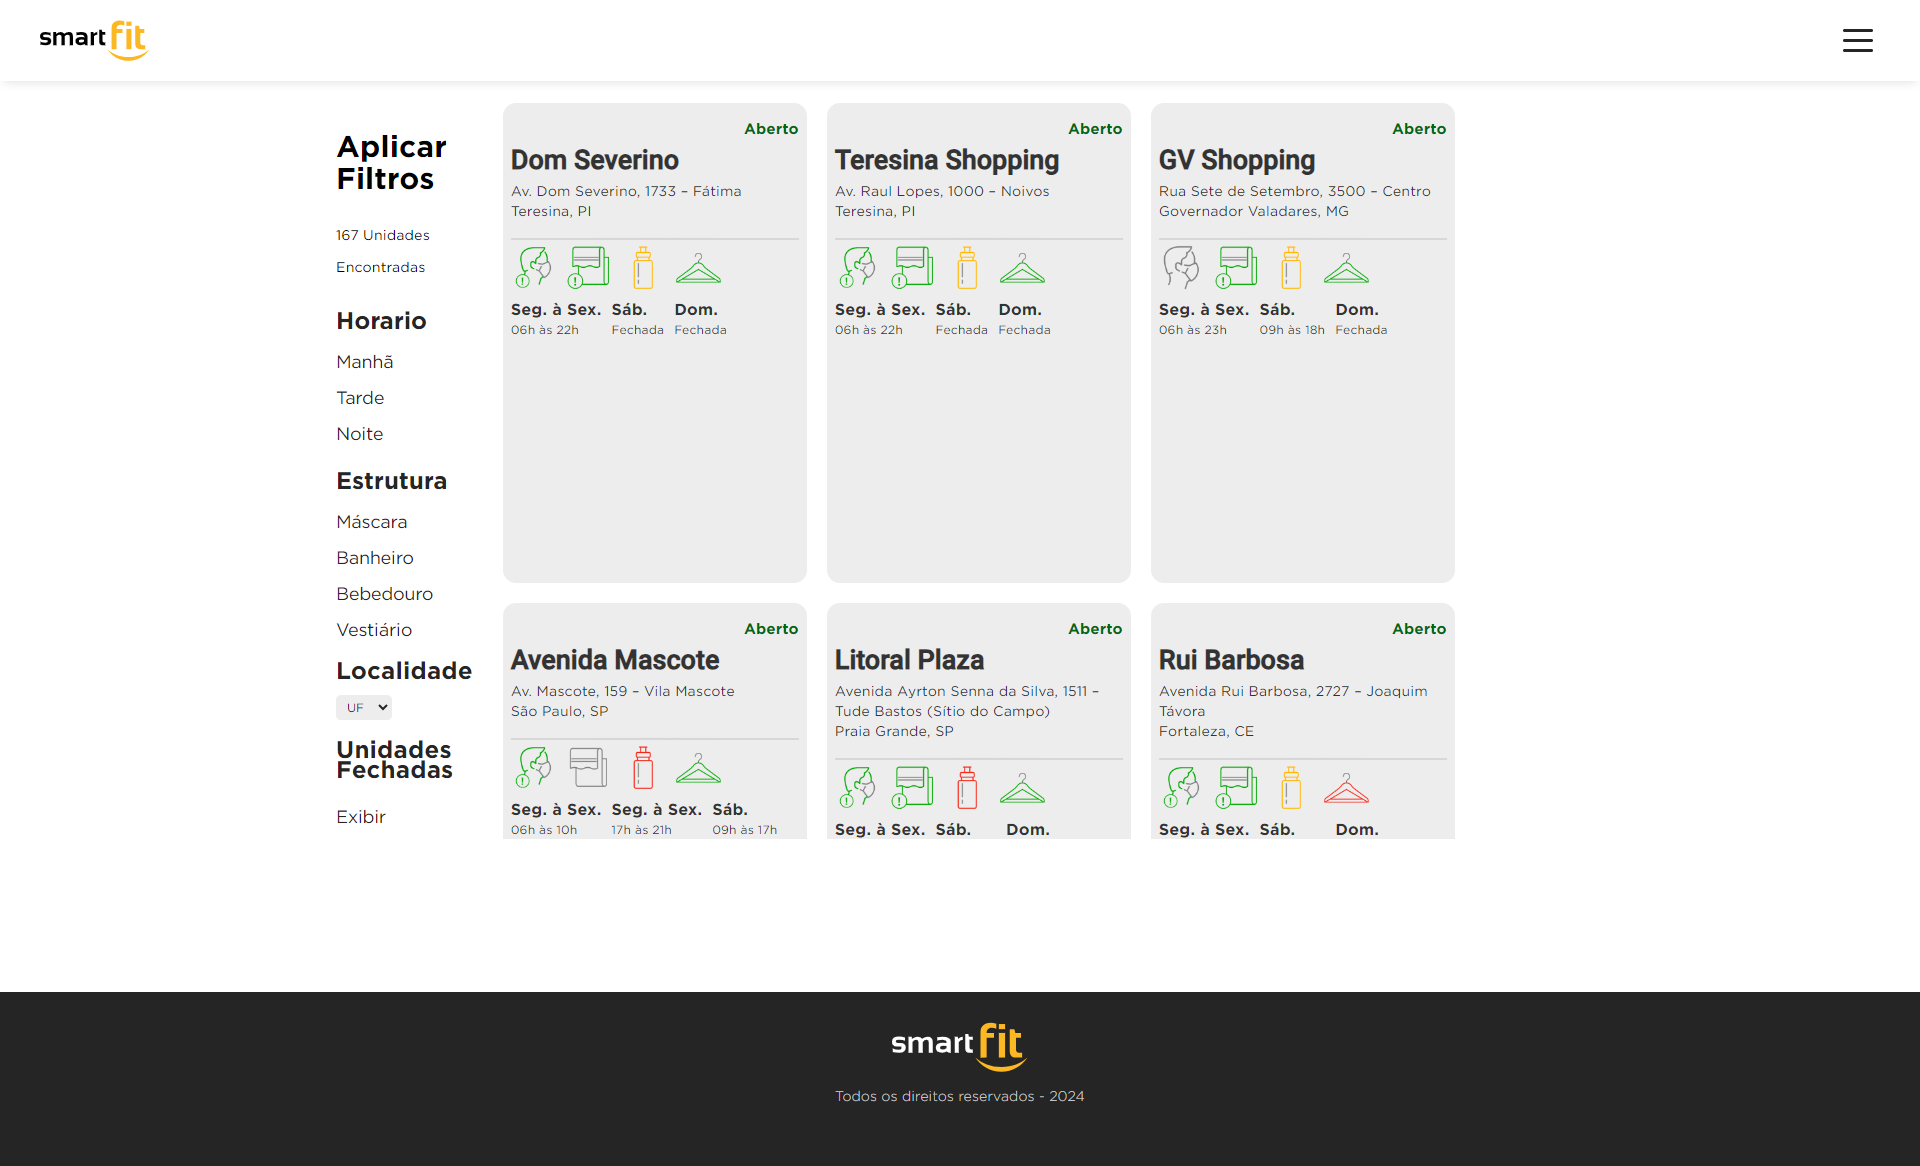 smart fit
Aplicar
Filtros
167 Unidades
Encontradas
Horario
Manhã
Tarde
Noite
Estrutura
Máscara
Banheiro
Bebedouro
Vestiário
Localidade
UF
Unidades
Fechadas
Exibir
Aberto
Dom Severino
Av. Dom Severino, 1733 – Fátima
Teresina, PI
Seg. à Sex. Sáb. Dom.
06h às 22h Fechada Fechada
Aberto
Teresina Shopping
Av. Raul Lopes, 1000 – Noivos
Teresina, PI
Seg. à Sex. Sáb. Dom.
06h às 22h Fechada Fechada
Aberto
GV Shopping
Rua Sete de Setembro, 3500 – Centro
Governador Valadares, MG
Seg. à Sex. Sáb. Dom.
06h às 23h 09h às 18h Fechada
Aberto
Avenida Mascote
Av. Mascote, 159 – Vila Mascote
São Paulo, SP
Seg. à Sex. Seg. à Sex. Sáb.
06h às 10h 17h às 21h 09h às 17h
Aberto
Litoral Plaza
Avenida Ayrton Senna da Silva, 1511 –
Tude Bastos (Sítio do Campo)
Praia Grande, SP
Seg. à Sex. Sáb. Dom.
Aberto
Rui Barbosa
Avenida Rui Barbosa, 2727 – Joaquim
Távora
Fortaleza, CE
Seg. à Sex. Sáb. Dom.
smart fit
Todos os direitos reservados - 2024